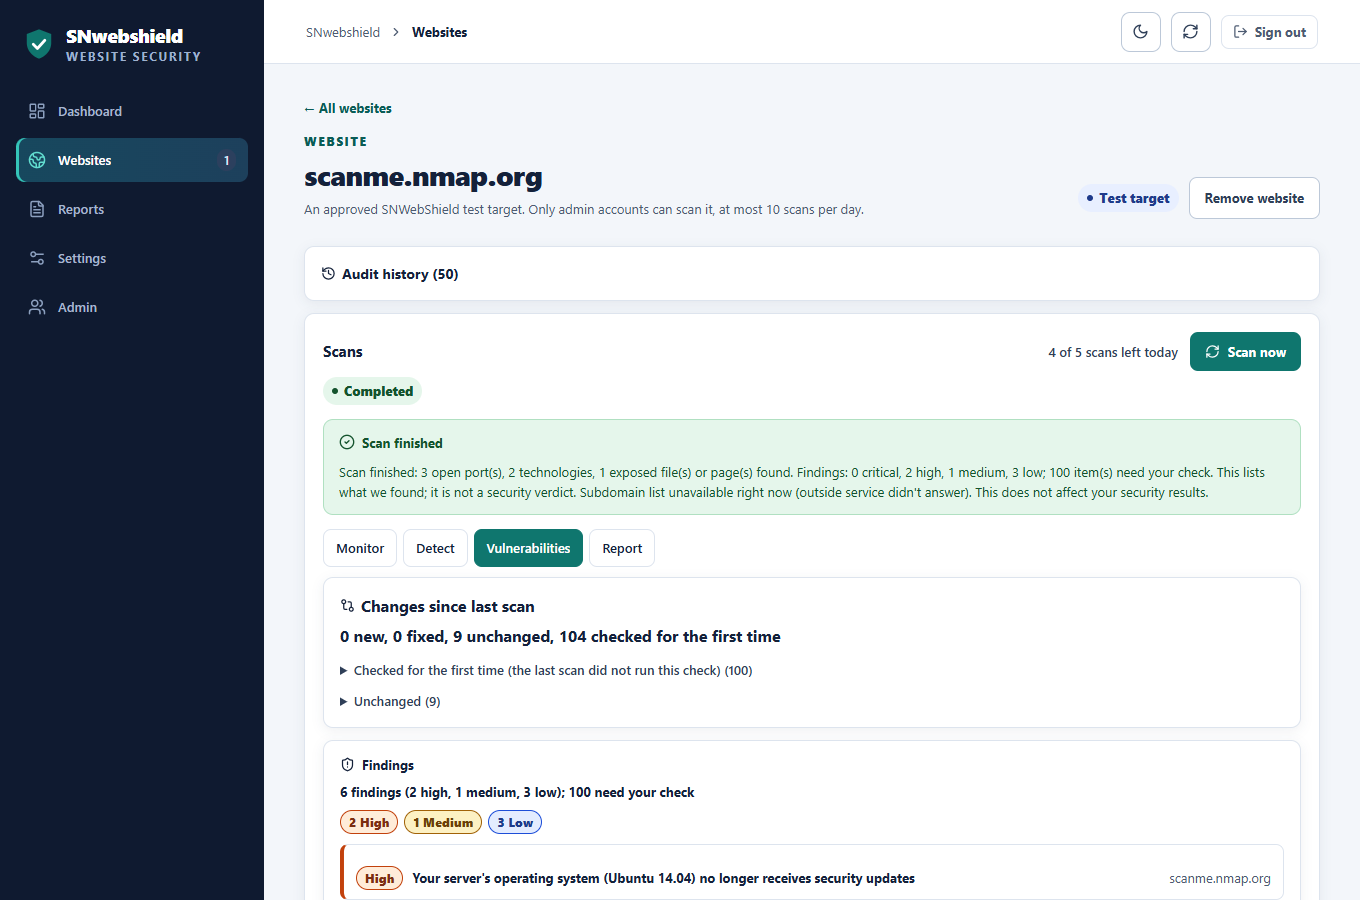 SNwebshield
WEBSITE SECURITY
Dashboard
Websites 1
Reports
Settings
Admin
SNwebshield > Websites
Sign out
← All websites
WEBSITE
scanme.nmap.org
An approved SNWebShield test target. Only admin accounts can scan it, at most 10 scans per day.
Test target
Remove website
Audit history (50)
Scans
4 of 5 scans left today
Scan now
Completed
Scan finished
Scan finished: 3 open port(s), 2 technologies, 1 exposed file(s) or page(s) found. Findings: 0 critical, 2 high, 1 medium, 3 low; 100 item(s) need your check. This lists
what we found; it is not a security verdict. Subdomain list unavailable right now (outside service didn't answer). This does not affect your security results.
Monitor
Detect
Vulnerabilities
Report
Changes since last scan
0 new, 0 fixed, 9 unchanged, 104 checked for the first time
▶ Checked for the first time (the last scan did not run this check) (100)
▶ Unchanged (9)
Findings
6 findings (2 high, 1 medium, 3 low); 100 need your check
2 High
1 Medium
3 Low
High Your server's operating system (Ubuntu 14.04) no longer receives security updates scanme.nmap.org